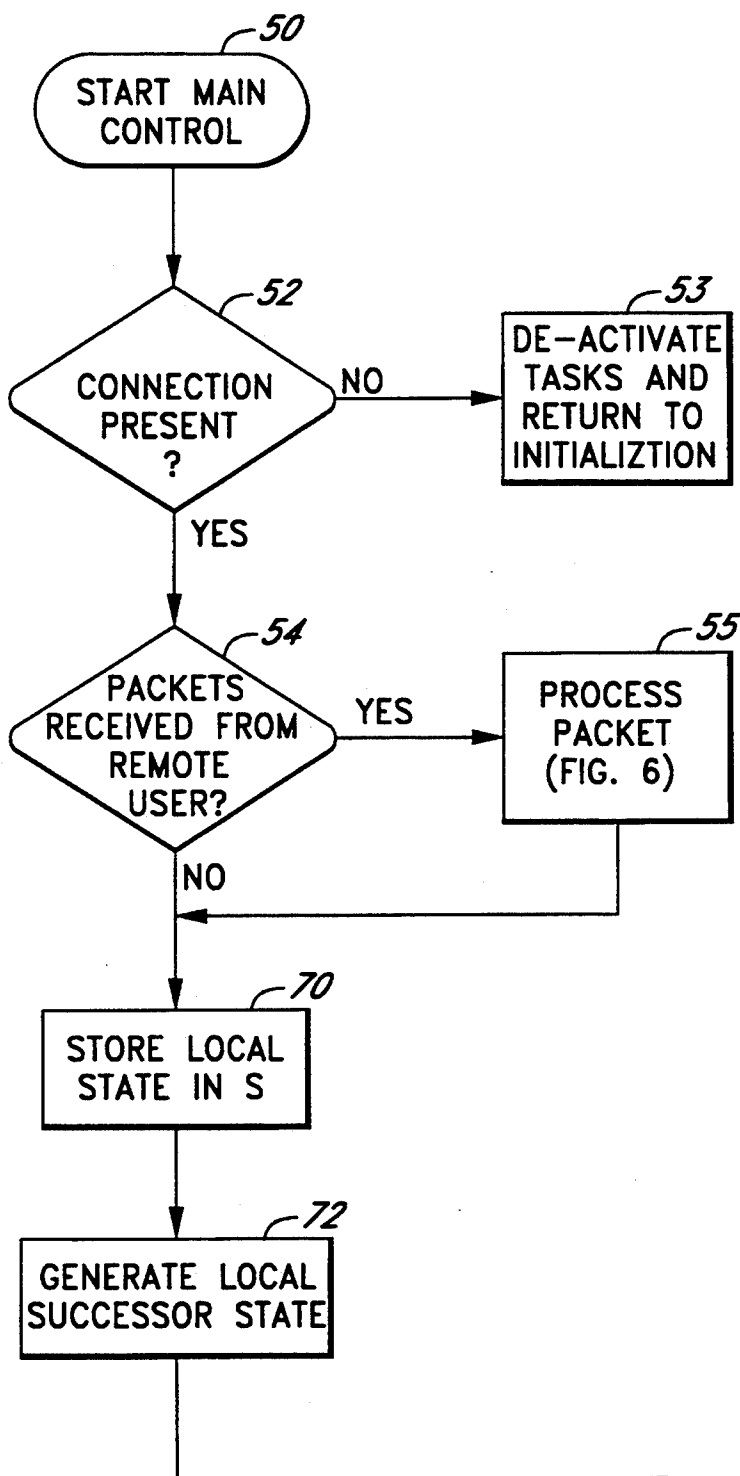 50
START MAIN
CONTROL
52
CONNECTION
PRESENT
?
NO
53
DE-ACTIVATE
TASKS AND
RETURN TO
INITIALIZTION
YES
54
PACKETS
RECEIVED FROM
REMOTE
USER?
YES
55
PROCESS
PACKET
(FIG. 6)
NO
70
STORE LOCAL
STATE IN S
72
GENERATE LOCAL
SUCCESSOR STATE